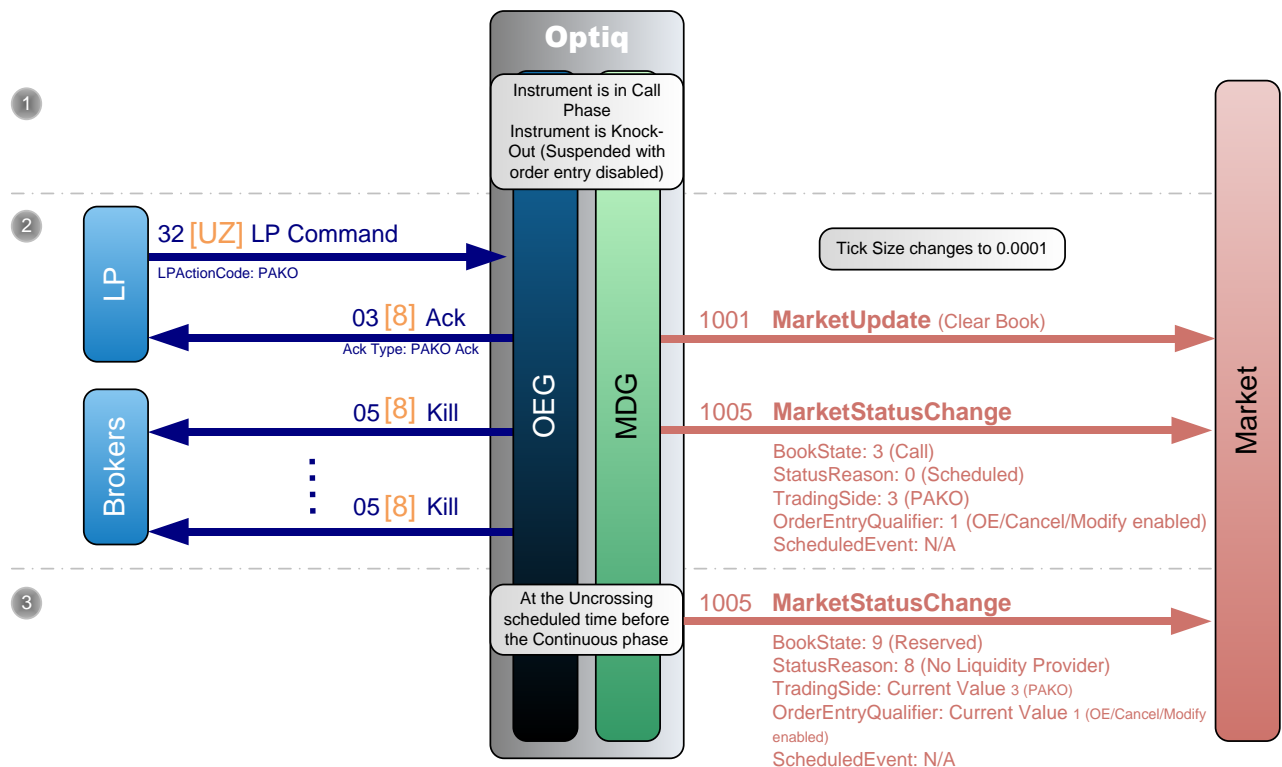 Optiq
1
Instrument is in Call
Phase
Instrument is Knock-
Out (Suspended with
order entry disabled)
2
LP
32 [UZ] LP Command
LPActionCode: PAKO
Tick Size changes to 0.0001
03 [8] Ack
Ack Type: PAKO Ack
1001 MarketUpdate (Clear Book)
OEG
MDG
Market
Brokers
05 [8] Kill
05 [8] Kill
1005 MarketStatusChange
BookState: 3 (Call)
StatusReason: 0 (Scheduled)
TradingSide: 3 (PAKO)
OrderEntryQualifier: 1 (OE/Cancel/Modify enabled)
ScheduledEvent: N/A
3
At the Uncrossing
scheduled time before
the Continuous phase
1005 MarketStatusChange
BookState: 9 (Reserved)
StatusReason: 8 (No Liquidity Provider)
TradingSide: Current Value 3 (PAKO)
OrderEntryQualifier: Current Value 1 (OE/Cancel/Modify
enabled)
ScheduledEvent: N/A